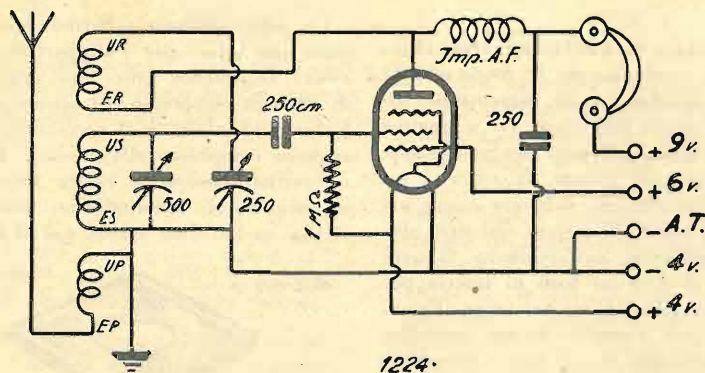 UR
ER
US
ES
UP
EP
500
250
250cm
1MΩ
Imp. A.F.
250
+ 9 v.
+ 6 v.
- A.T.
- 4 v.
+ 4 v.
1224.